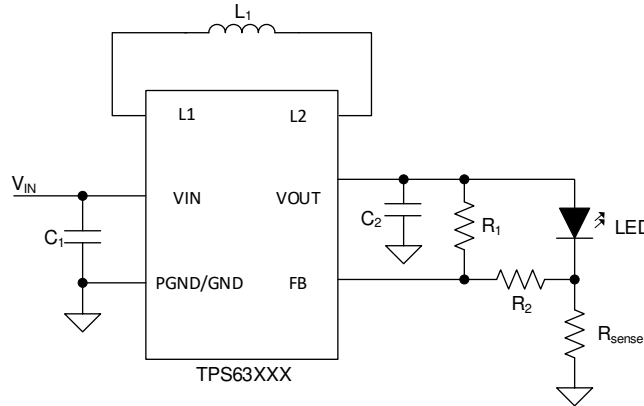 L1
L1
L2
VIN
VIN
VOUT
C1
C2
R1
LED
PGND/GND
FB
R2
Rsense
TPS63XXX